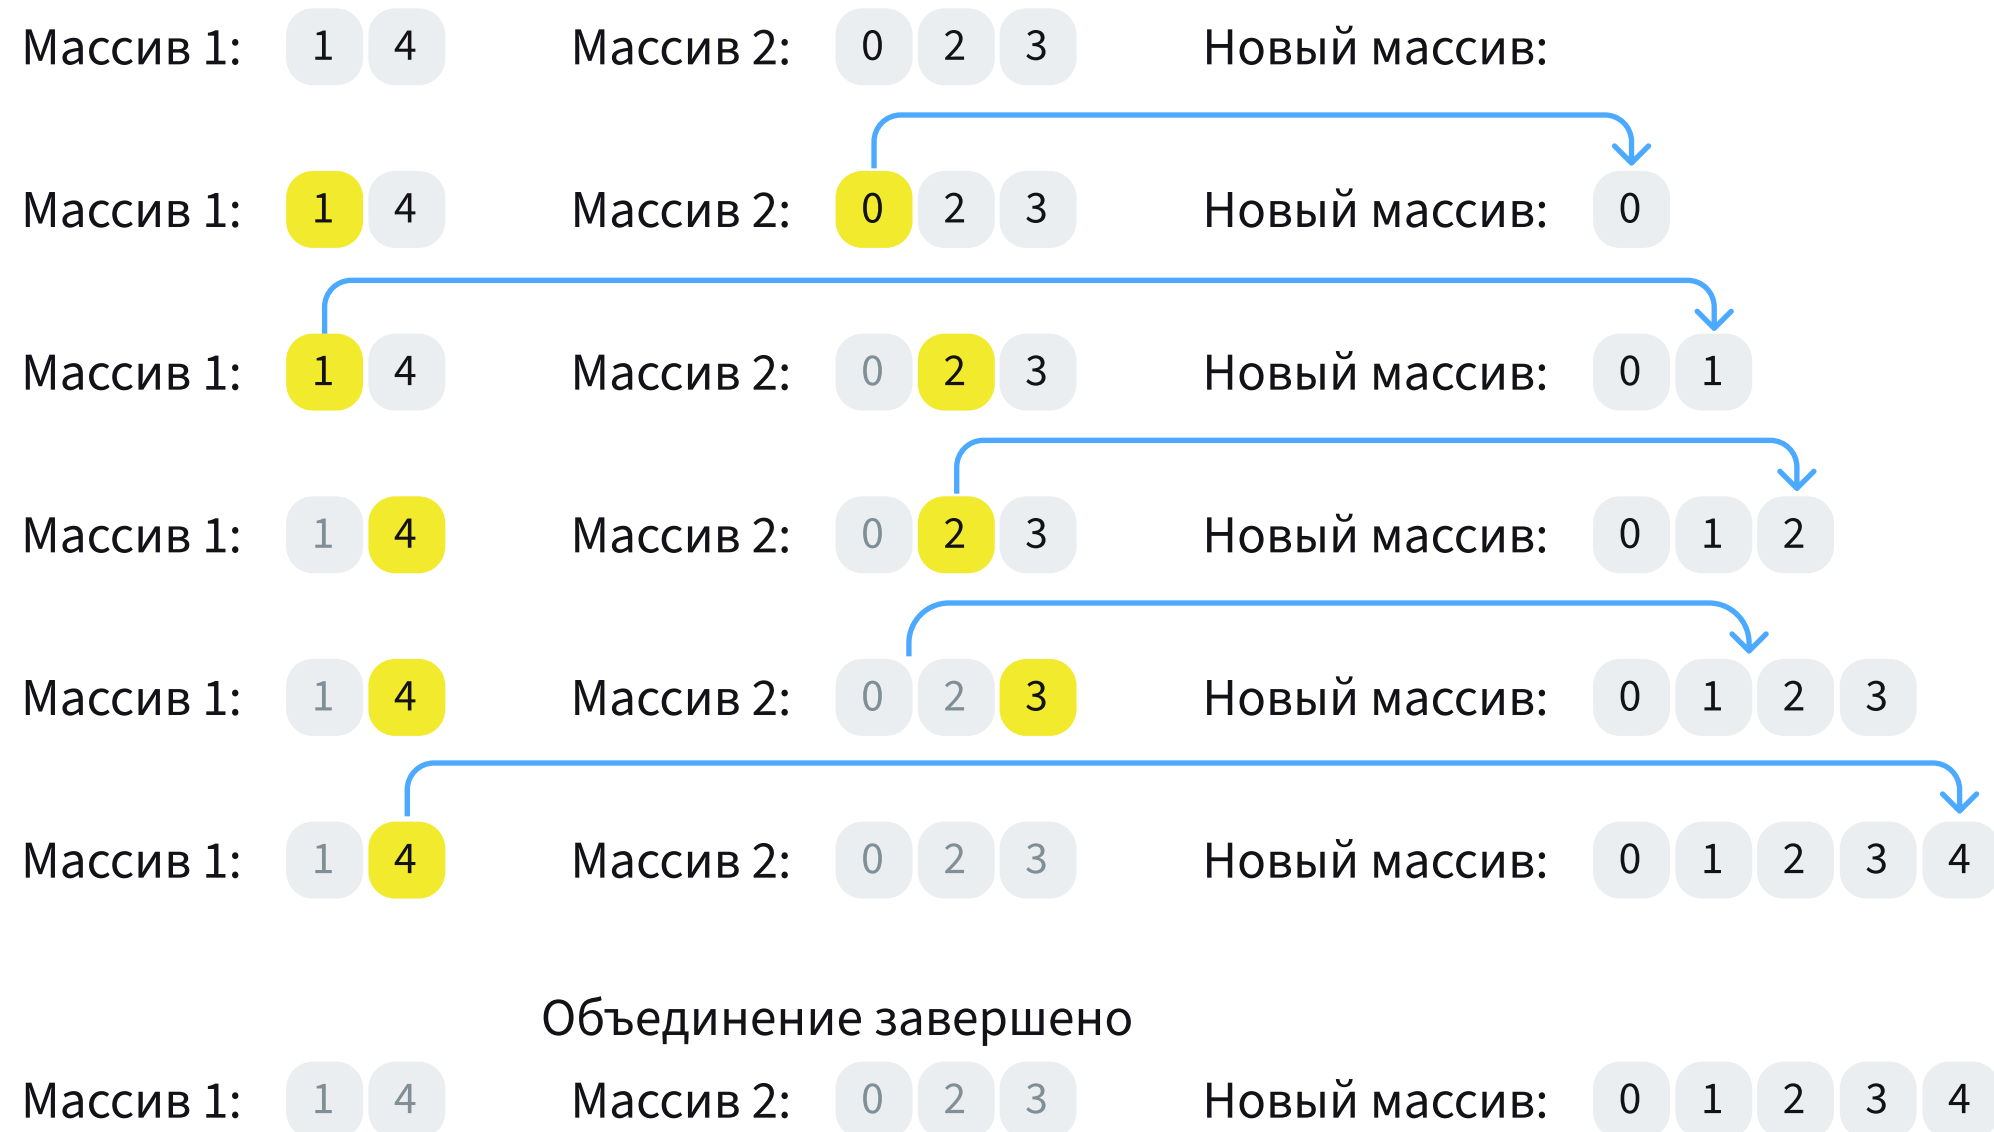 Массив 1: 1 4 Массив 2: 0 2 3 Новый массив:
Массив 1: 1 4 Массив 2: 0 2 3 Новый массив: 0
Массив 1: 1 4 Массив 2: 0 2 3 Новый массив: 0 1
Массив 1: 1 4 Массив 2: 0 2 3 Новый массив: 0 1 2
Массив 1: 1 4 Массив 2: 0 2 3 Новый массив: 0 1 2 3
Массив 1: 1 4 Массив 2: 0 2 3 Новый массив: 0 1 2 3 4
Объединение завершено
Массив 1: 1 4 Массив 2: 0 2 3 Новый массив: 0 1 2 3 4